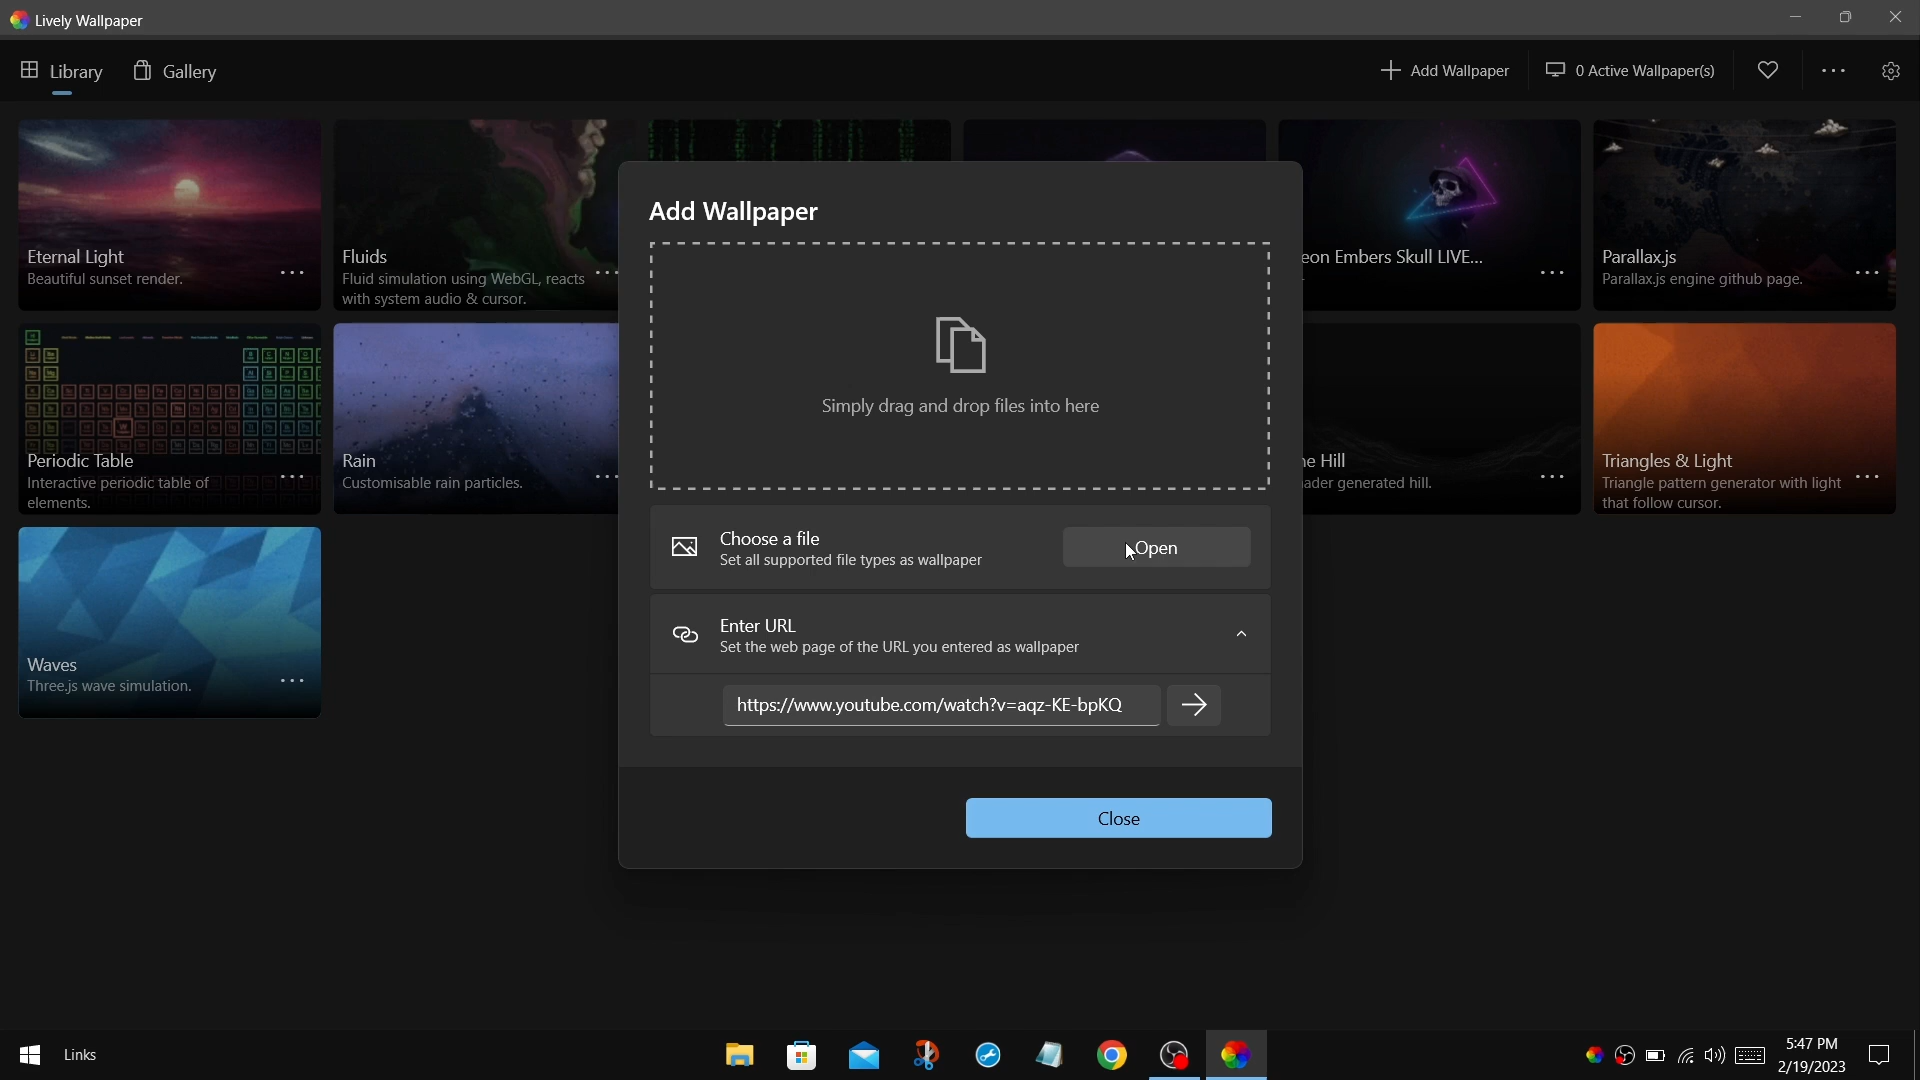 Lively Wallpaper
Library
Gallery
Add Wallpaper
0 Active Wallpaper(s)
Eternal Light
Beautiful sunset render.
Fluids
Fluid simulation using WebGL, reacts
with system audio & cursor.
eon Embers Skull LIVE...
Parallax.js
Parallax.js engine github page.
Add Wallpaper
Simply drag and drop files into here
Periodic Table
Interactive periodic table of
elements.
Rain
Customisable rain particles.
e Hill
ader generated hill.
Triangles & Light
Triangle pattern generator with light
that follow cursor.
Choose a file
Set all supported file types as wallpaper
Open
Enter URL
Set the web page of the URL you entered as wallpaper
https://www.youtube.com/watch?v=aqz-KE-bpKQ
Waves
Three.js wave simulation.
Close
Links
5:47 PM
2/19/2023